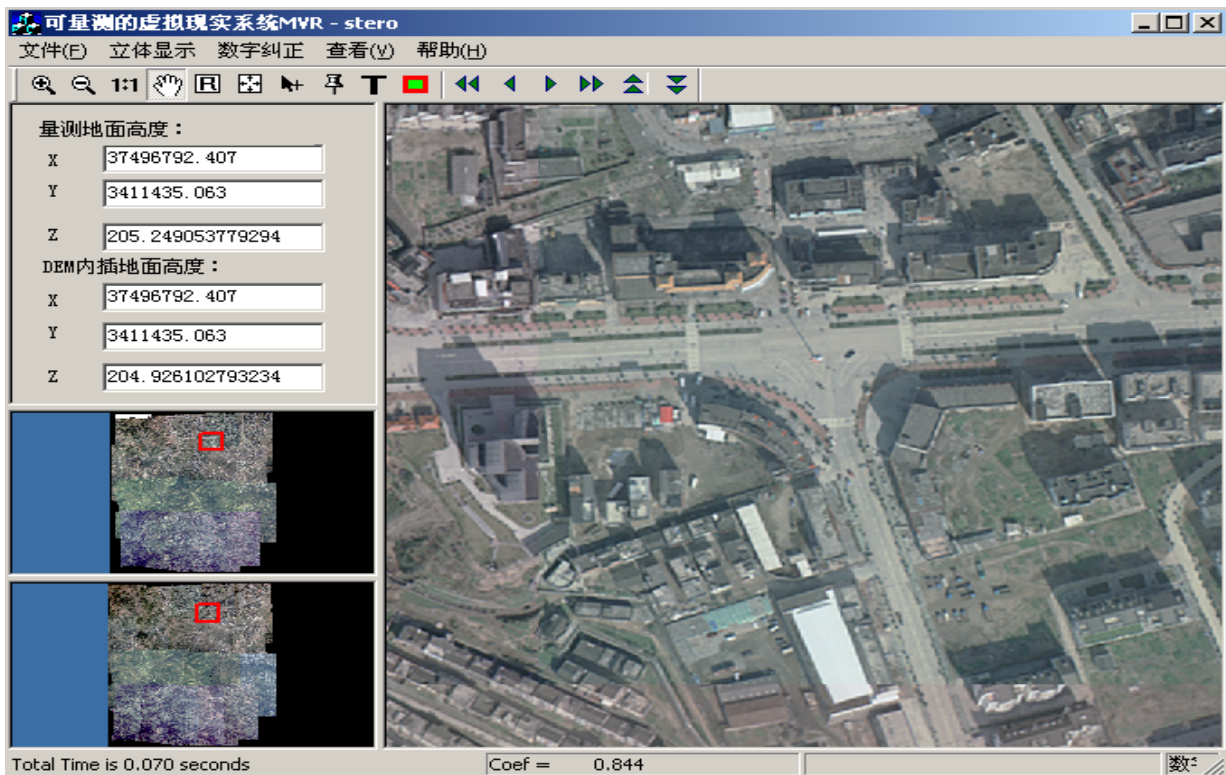 可量测的虚拟现实系统MVR - stero
文件(F) 立体显示 数字纠正 查看(V) 帮助(H)
1:1 R T
量测地面高度：
X 37496792.407
Y 3411435.063
Z 205.249053779294
DEM内插地面高度：
X 37496792.407
Y 3411435.063
Z 204.926102793234
Total Time is 0.070 seconds Coef = 0.844 数